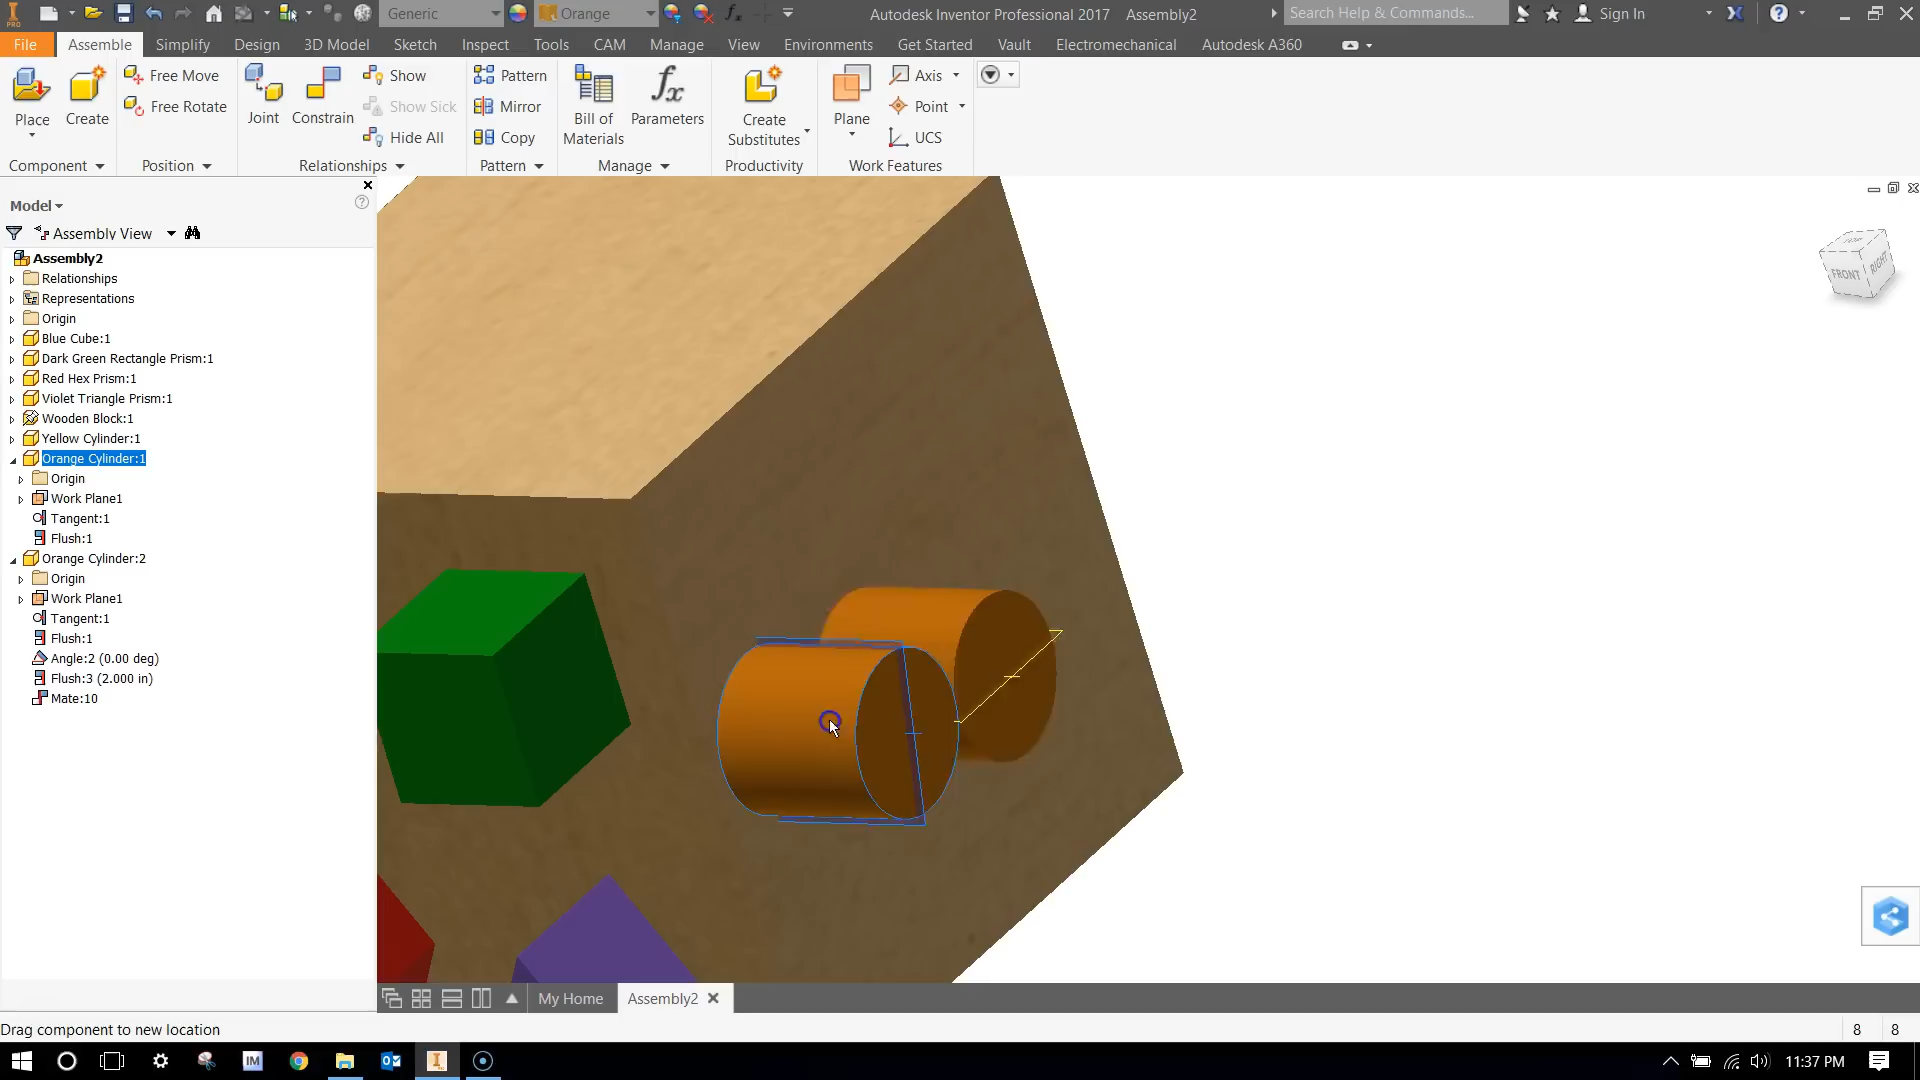 PRO
Generic
Orange
fx
Autodesk Inventor Professional 2017 Assembly2
Search Help & Commands...
Sign In
File Assemble Simplify Design 3D Model Sketch Inspect Tools CAM Manage View Environments Get Started Vault Electromechanical Autodesk A360
Place
Create
Free Move
Free Rotate
Joint
Constrain
Show
Show Sick
Hide All
Pattern
Mirror
Copy
Bill of
Materials
fx
Parameters
Create
Substitutes
Plane
Axis
Point
UCS
Component Position Relationships Pattern Manage Productivity Work Features
Model
Assembly View
Assembly2
Relationships
Representations
Origin
Blue Cube:1
Dark Green Rectangle Prism:1
Red Hex Prism:1
Violet Triangle Prism:1
Wooden Block:1
Yellow Cylinder:1
Orange Cylinder:1
Origin
Work Plane1
Tangent:1
Flush:1
Orange Cylinder:2
Origin
Work Plane1
Tangent:1
Flush:1
Angle:2 (0.00 deg)
Flush:3 (2.000 in)
Mate:10
FRONT RIGHT
My Home
Assembly2
Drag component to new location
8 8
IM
11:37 PM